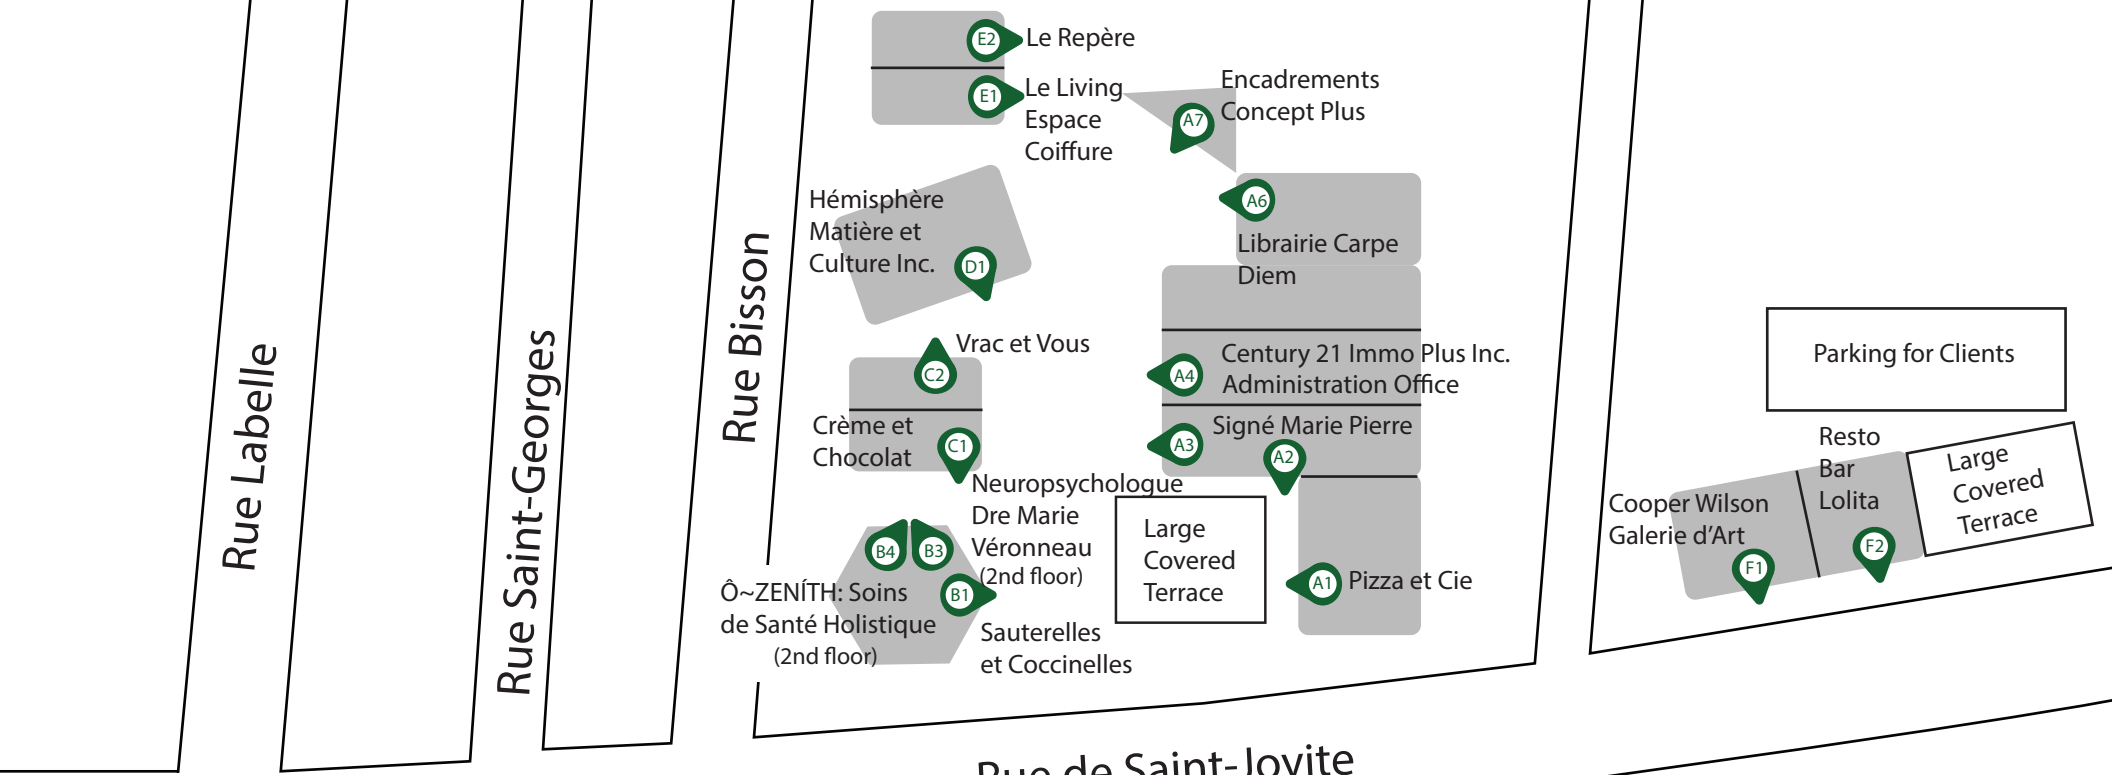 E2
Le Repère
E1
Le Living
Espace
Coiffure
Encadrements
Concept Plus
A7
A6
Librairie Carpe
Diem
Hémisphère
Matière et
Culture Inc.
D1
Vrac et Vous
C2
Century 21 Immo Plus Inc.
Administration Office
A4
Crème et
Chocolat
C1
Signé Marie Pierre
A3
A2
Neuropsychologue
Dre Marie
Véronneau
(2nd floor)
B4
B3
B1
Ô~ZENÍTH: Soins
de Santé Holistique
(2nd floor)
Sauterelles
et Coccinelles
Large
Covered
Terrace
A1
Pizza et Cie
Parking for Clients
Resto
Bar
Lolita
F2
Large
Covered
Terrace
Cooper Wilson
Galerie d’Art
F1
Rue Labelle
Rue Saint-Georges
Rue Bisson
Rue de Saint-Jovite